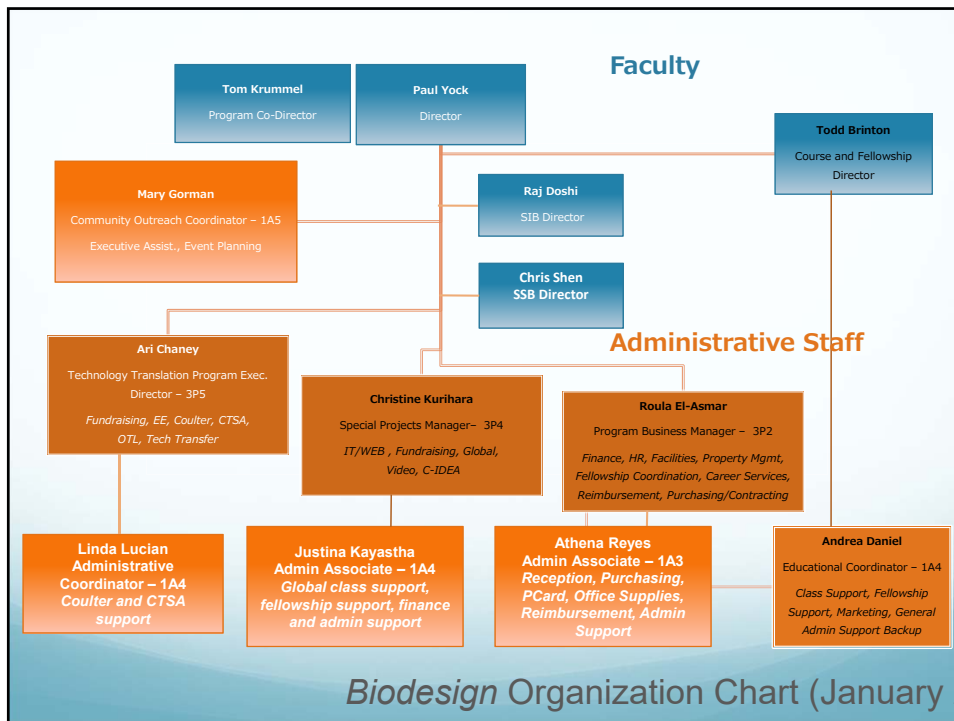 Faculty
Tom Krummel
Program Co-Director
Paul Yock
Director
Todd Brinton
Course and Fellowship
Director
Mary Gorman
Community Outreach Coordinator – 1A5
Executive Assist., Event Planning
Raj Doshi
SIB Director
Chris Shen
SSB Director
Administrative Staff
Ari Chaney
Technology Translation Program Exec.
Director – 3P5
Fundraising, EE, Coulter, CTSA,
OTL, Tech Transfer
Christine Kurihara
Special Projects Manager– 3P4
IT/WEB , Fundraising, Global,
Video, C-IDEA
Roula El-Asmar
Program Business Manager – 3P2
Finance, HR, Facilities, Property Mgmt,
Fellowship Coordination, Career Services,
Reimbursement, Purchasing/Contracting
Linda Lucian
Administrative
Coordinator – 1A4
Coulter and CTSA
support
Justina Kayastha
Admin Associate – 1A4
Global class support,
fellowship support, finance
and admin support
Athena Reyes
Admin Associate – 1A3
Reception, Purchasing,
PCard, Office Supplies,
Reimbursement, Admin
Support
Andrea Daniel
Educational Coordinator – 1A4
Class Support, Fellowship
Support, Marketing, General
Admin Support Backup
Biodesign Organization Chart (January